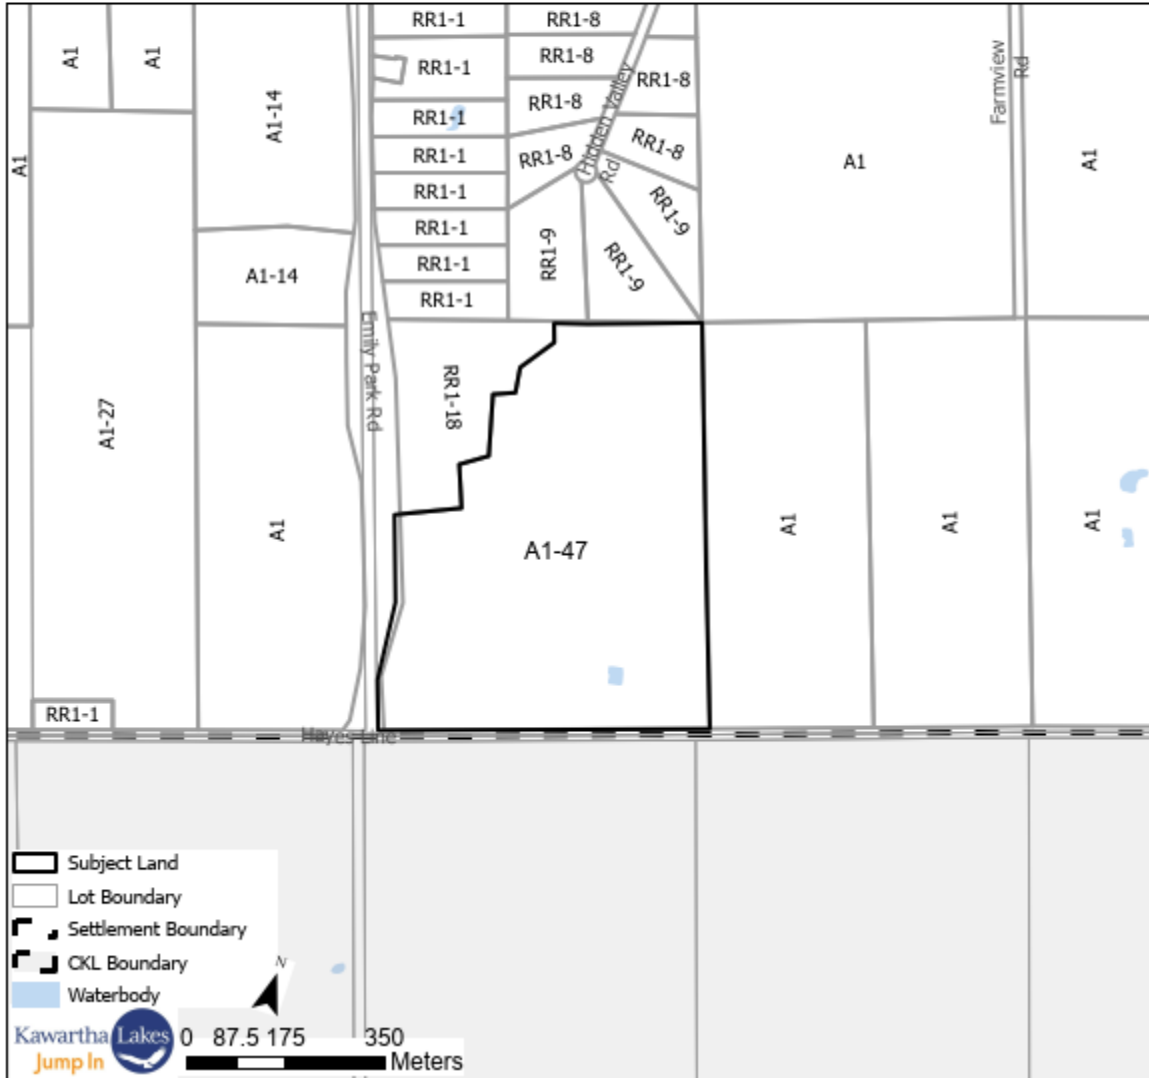 RR1-1
RR1-8
A1
A1
RR1-1
RR1-8
RR1-8
Farmview
Rd
A1-14
RR1-8
RR1-1
Hidden Valley
Rd
A1
RR1-1
RR1-8
RR1-8
A1
A1
RR1-1
RR1-9
RR1-1
RR1-9
RR1-9
RR1-1
A1-14
RR1-1
Emily Park Rd
RR1-18
A1-27
A1
A1-47
A1
A1
A1
RR1-1
Hayes Line
Subject Land
Lot Boundary
Settlement Boundary
CKL Boundary
Waterbody
N
Kawartha Lakes
Jump In
0 87.5 175 350
Meters